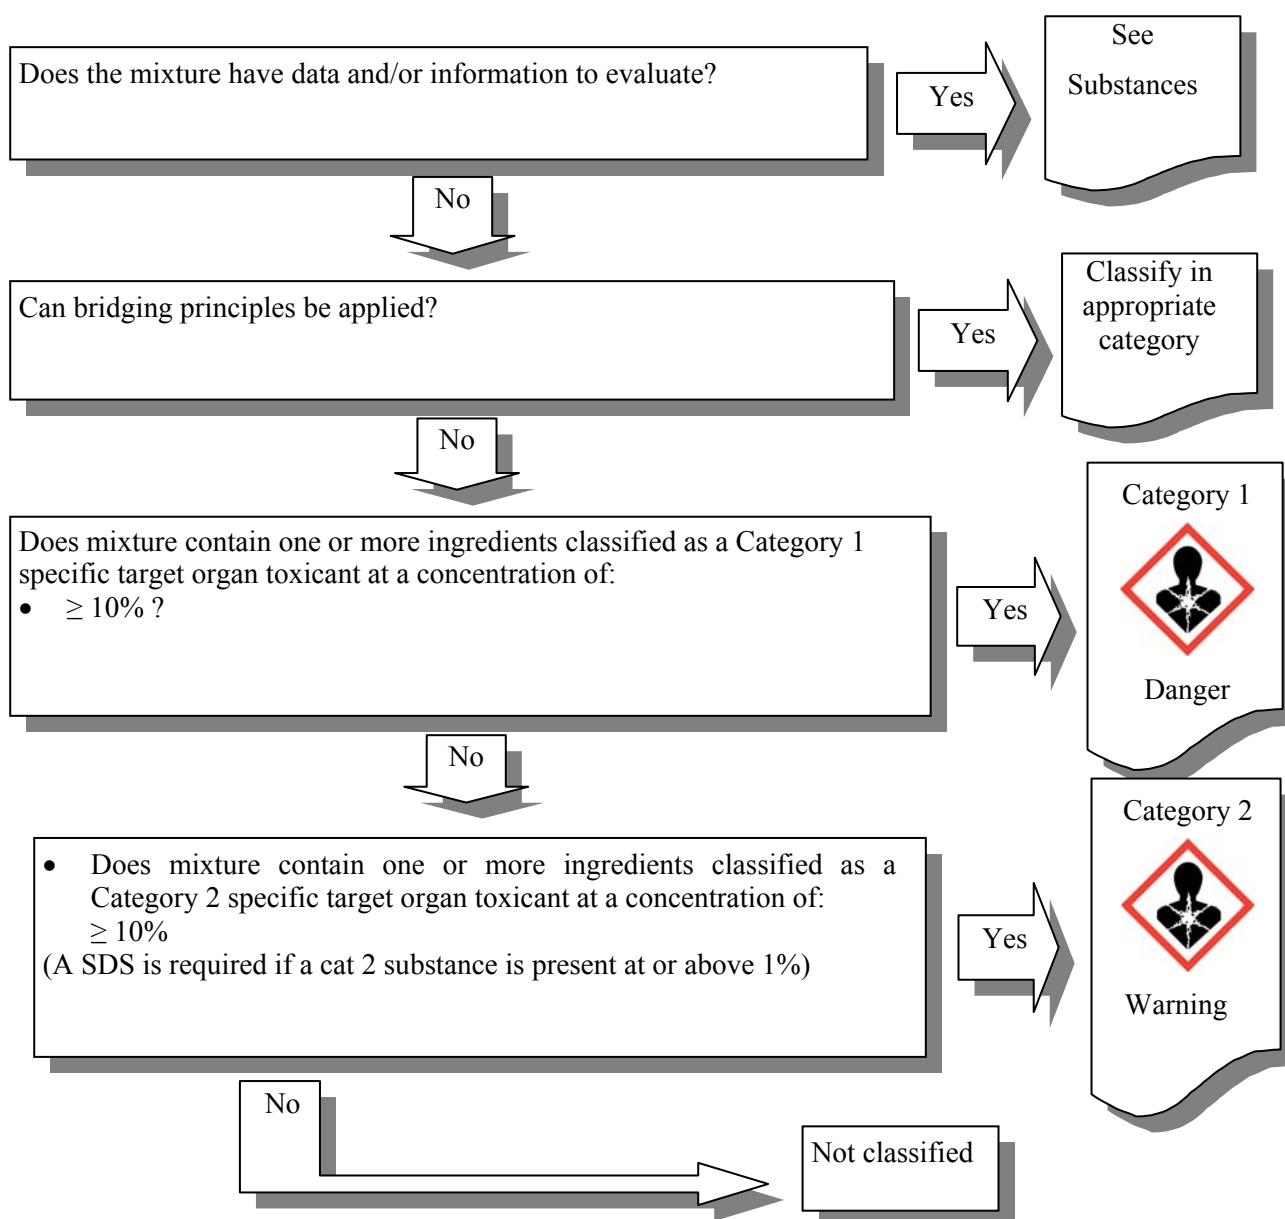 Does the mixture have data and/or information to evaluate?
Yes
See
Substances
No
Can bridging principles be applied?
Yes
Classify in
appropriate
category
No
Does mixture contain one or more ingredients classified as a Category 1
specific target organ toxicant at a concentration of:
• ≥ 10% ?
Yes
Category 1
Danger
No
• Does mixture contain one or more ingredients classified as a
Category 2 specific target organ toxicant at a concentration of:
≥ 10%
(A SDS is required if a cat 2 substance is present at or above 1%)
Yes
Category 2
Warning
No
Not classified